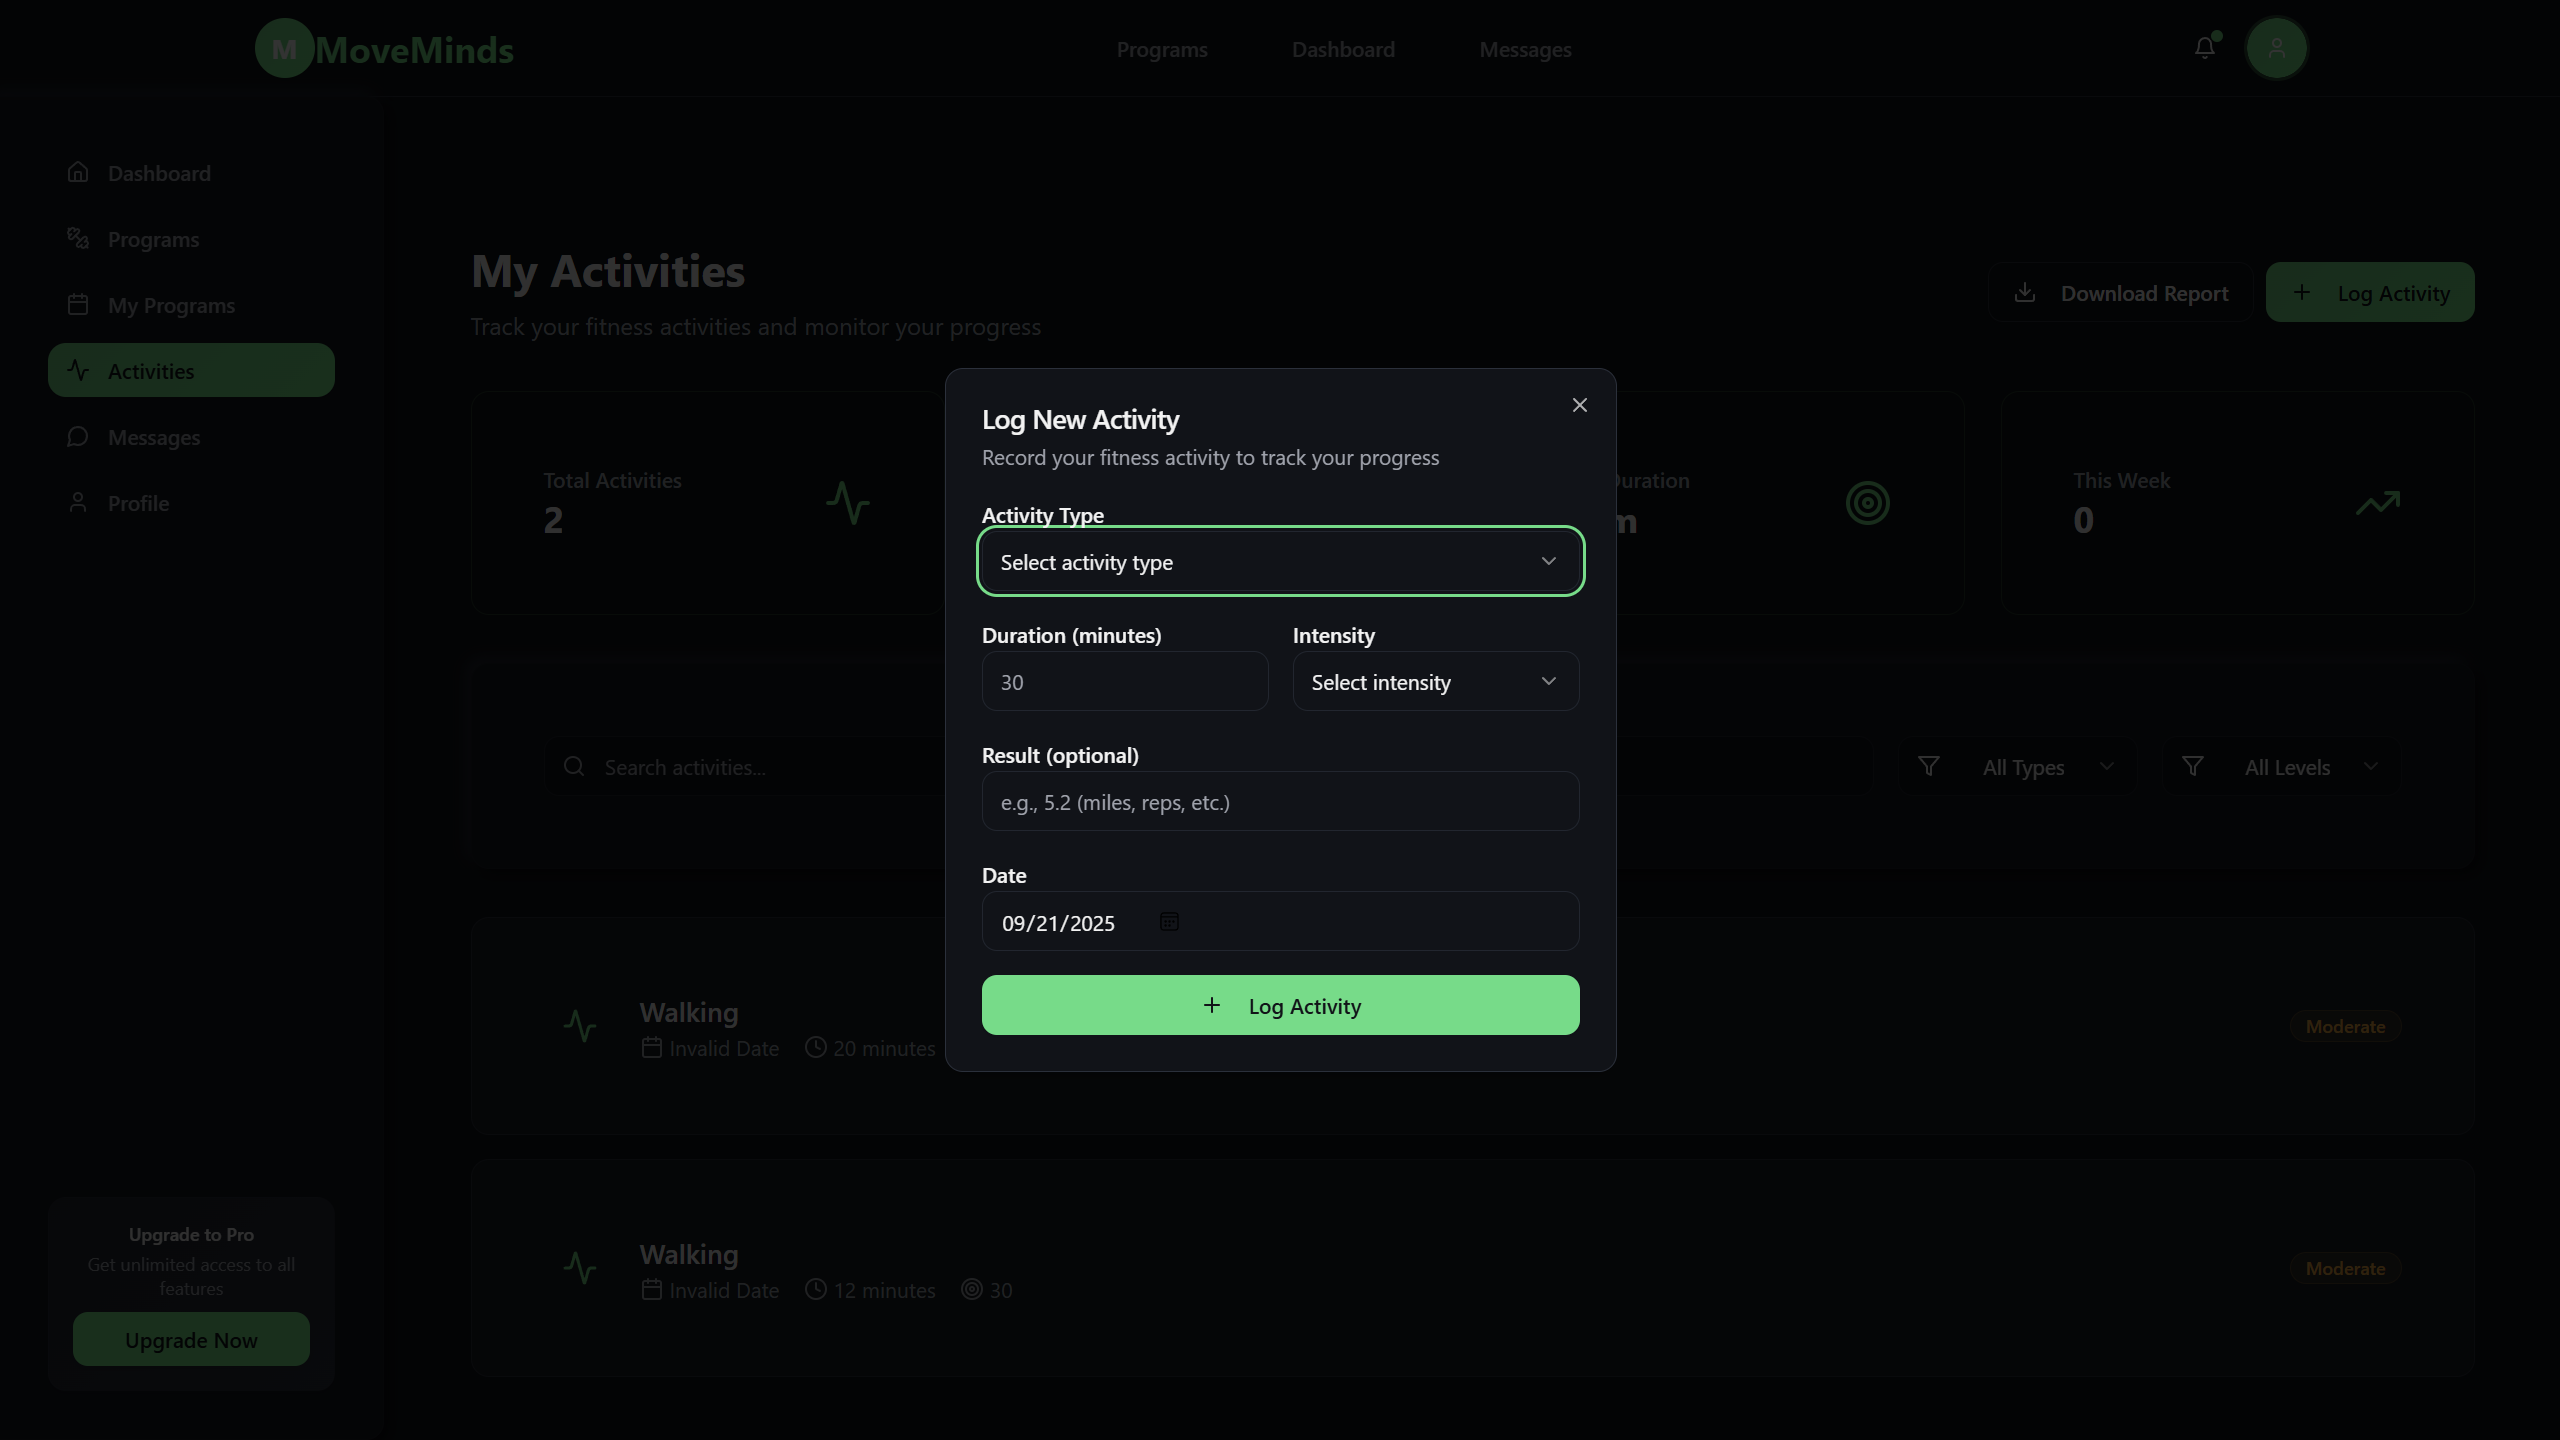 M MoveMinds
Programs
Dashboard
Messages
Dashboard
Programs
My Programs
Activities
Messages
Profile
Upgrade to Pro
Get unlimited access to all
features
Upgrade Now
My Activities
Track your fitness activities and monitor your progress
Download Report
Log Activity
Total Activities
2
Duration
m
This Week
0
Search activities...
All Types
All Levels
Walking
Invalid Date
20 minutes
Moderate
Walking
Invalid Date
12 minutes
30
Moderate
Log New Activity
Record your fitness activity to track your progress
Activity Type
Select activity type
Duration (minutes)
Intensity
30
Select intensity
Result (optional)
e.g., 5.2 (miles, reps, etc.)
Date
09/21/2025
Log Activity